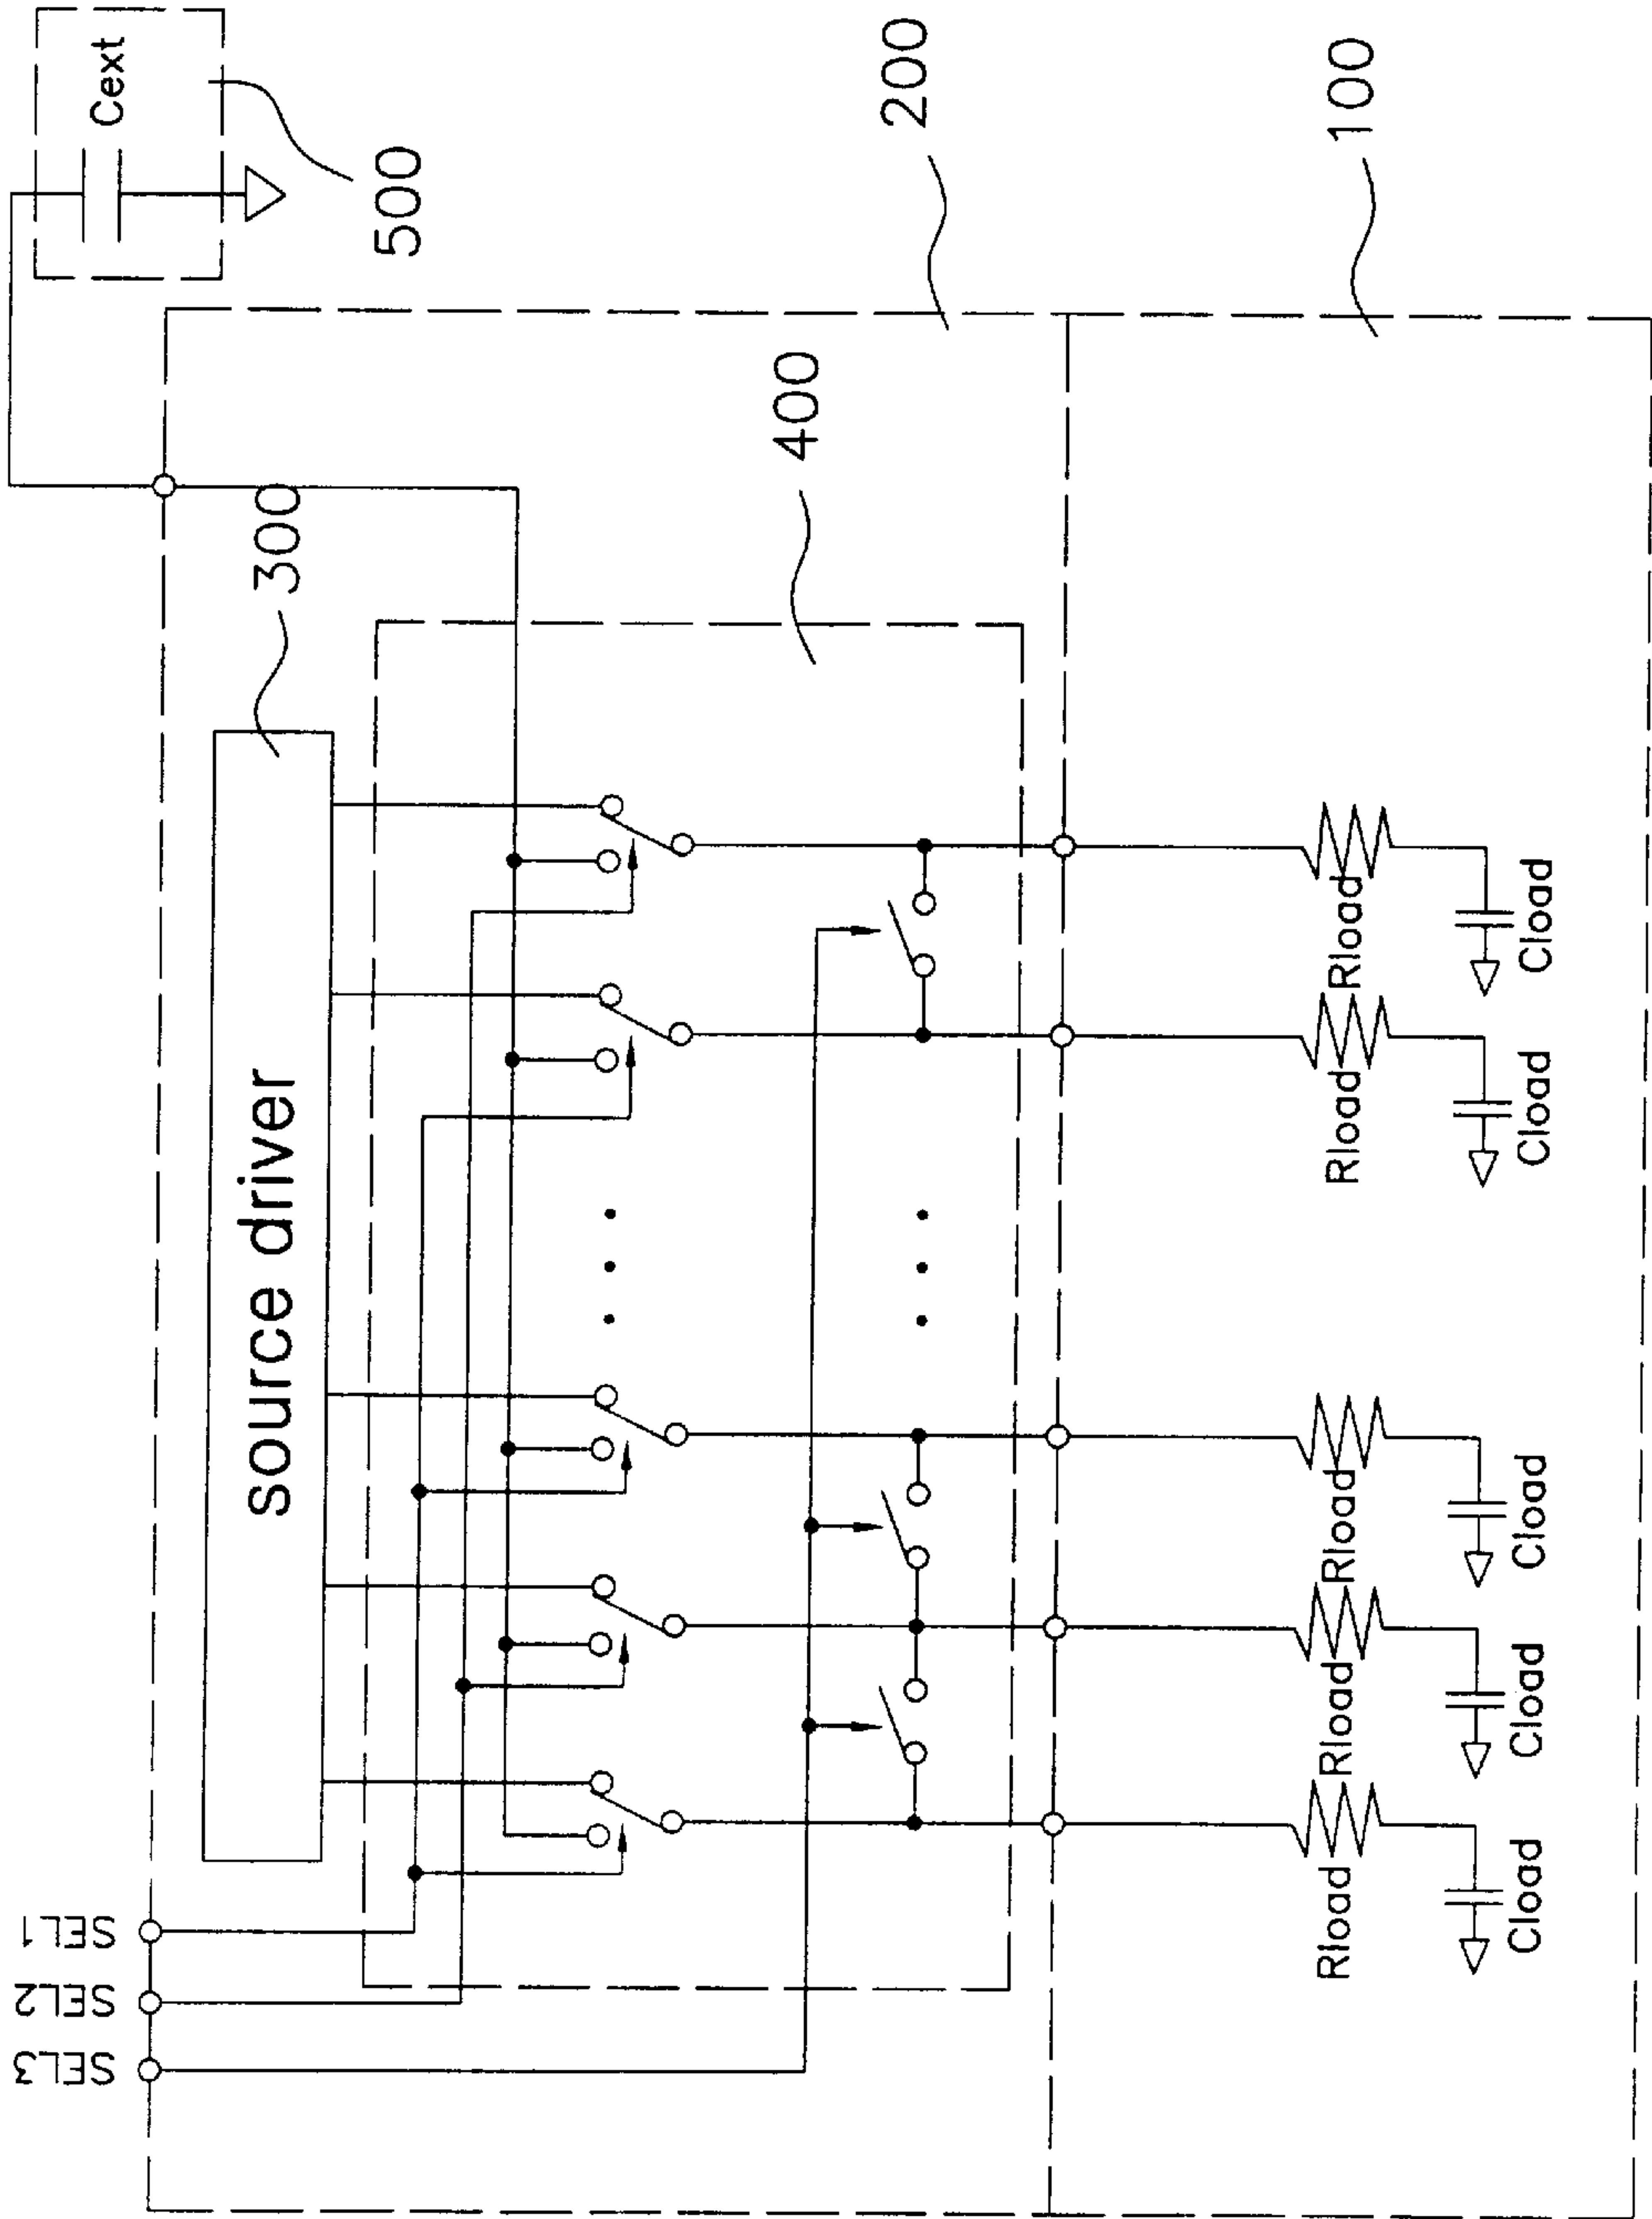 SEL3
SEL2
SEL1
source driver
300
Cext
500
400
200
100
Rload
Rload
Rload
Rload
Rload
Cload
Cload
Cload
Cload
Cload